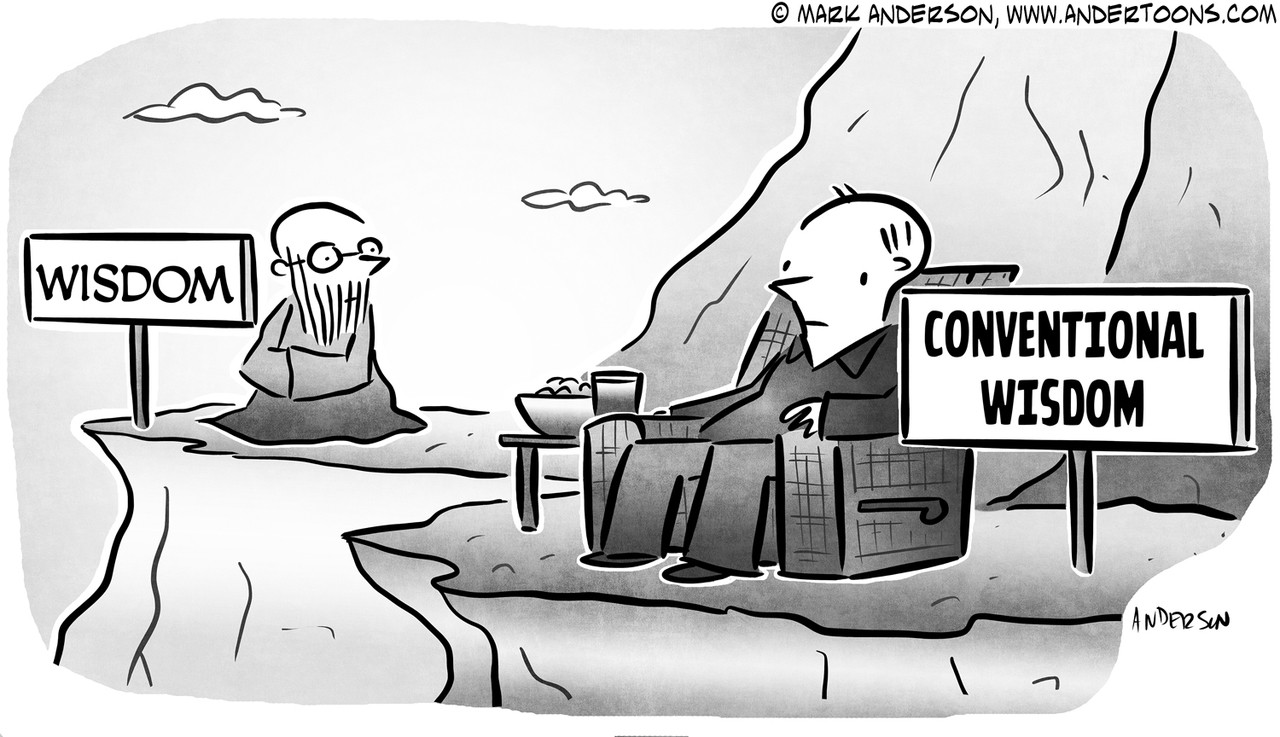 © MARK ANDERSON, WWW.ANDERTOONS.COM
WISDOM
CONVENTIONAL
WISDOM
ANDERSON